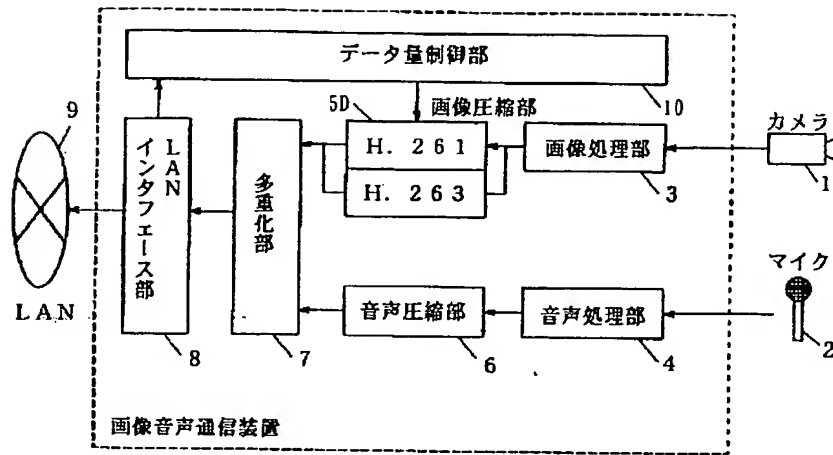 データ量制御部
10
5D
画像圧縮部
H. 261
H. 263
画像処理部
3
カメラ
1
9
LAN
LAN
インタフェース部
8
多重化部
7
音声圧縮部
6
音声処理部
4
マイク
2
画像音声通信装置